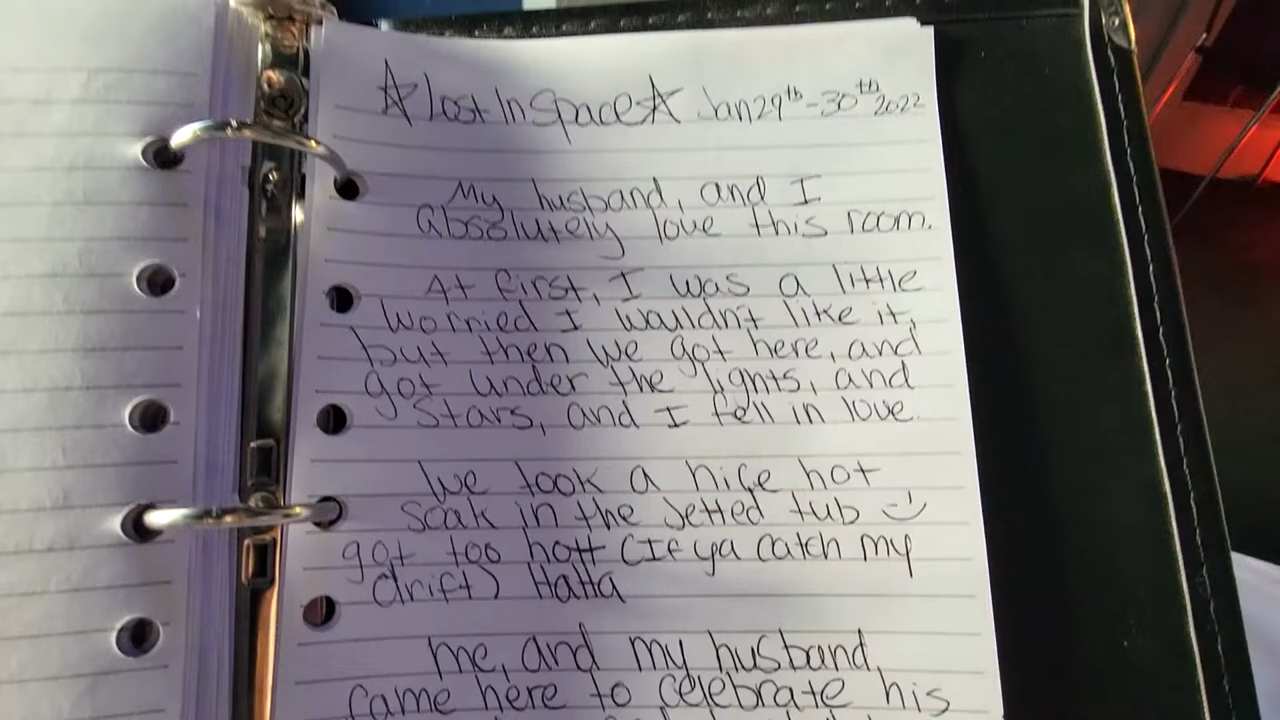 ☆Lost In Space☆ Jan 29th-30th 2022
My husband, and I
absolutely love this room.
At first, I was a little
worried I wouldn't like it,
but then we got here, and
got under the lights, and
Stars, and I fell in love.
We took a nice hot
soak in the Jetted tub :)
got too hott (If ya catch my
drift) HaHa
me, and my husband,
came here to celebrate his